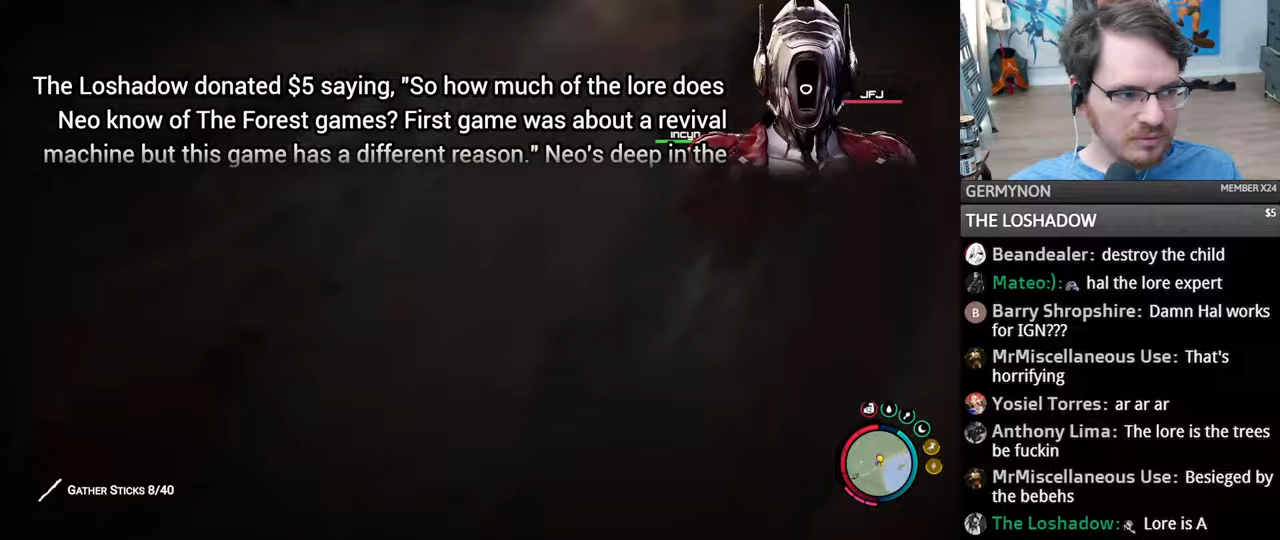 The Loshadow donated $5 saying, "So how much of the lore does
Neo know of The Forest games? First game was about a revival
machine but this game has a different reason." Neo's deep in the
JFJ
incyn
GATHER STICKS 8/40
GERMYNON
MEMBER X24
THE LOSHADOW
$5
Beandealer: destroy the child
Mateo:): hal the lore expert
B
Barry Shropshire: Damn Hal works
for IGN???
MrMiscellaneous Use: That's
horrifying
Yosiel Torres: ar ar ar
Anthony Lima: The lore is the trees
be fuckin
MrMiscellaneous Use: Besieged by
the bebehs
The Loshadow: Lore is A